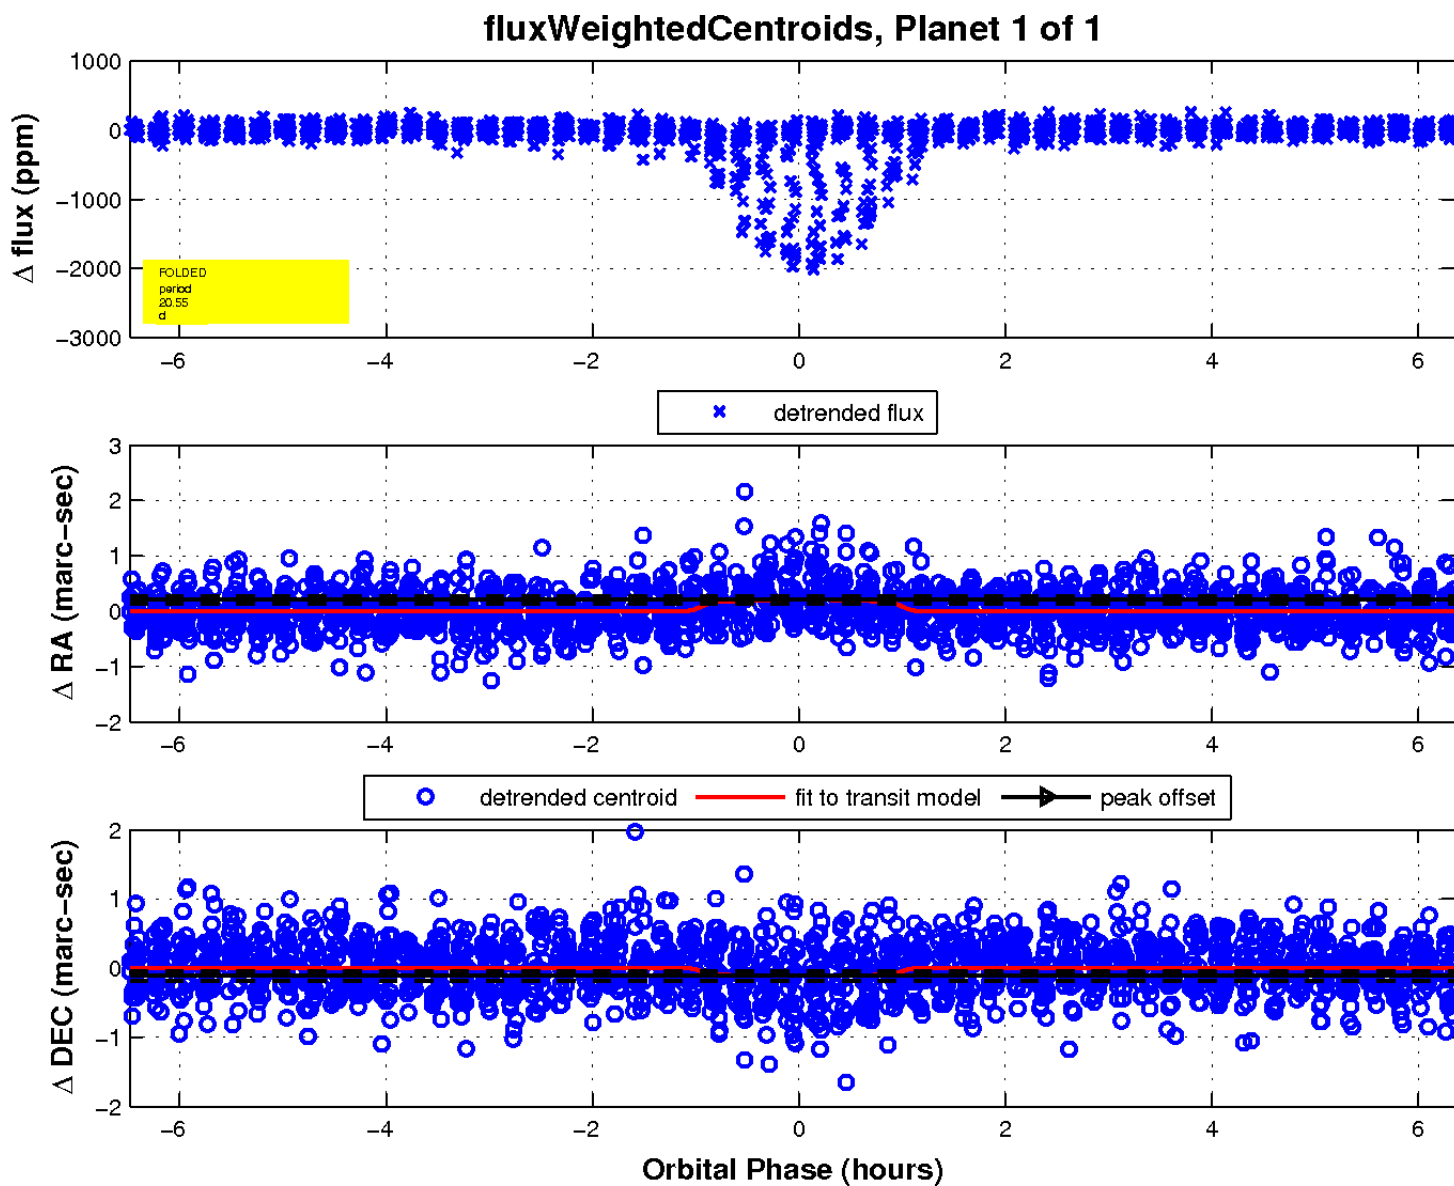 fluxWeightedCentroids, Planet 1 of 1
1000
0
−1000
−2000
−3000
Δ flux (ppm)
FOLDED
period
20.55
d
−6 −4 −2 0 2 4 6
detrended flux
3
2
1
0
−1
−2
Δ RA (marc−sec)
−6 −4 −2 0 2 4 6
detrended centroid fit to transit model peak offset
2
1
0
−1
−2
Δ DEC (marc−sec)
−6 −4 −2 0 2 4 6
Orbital Phase (hours)